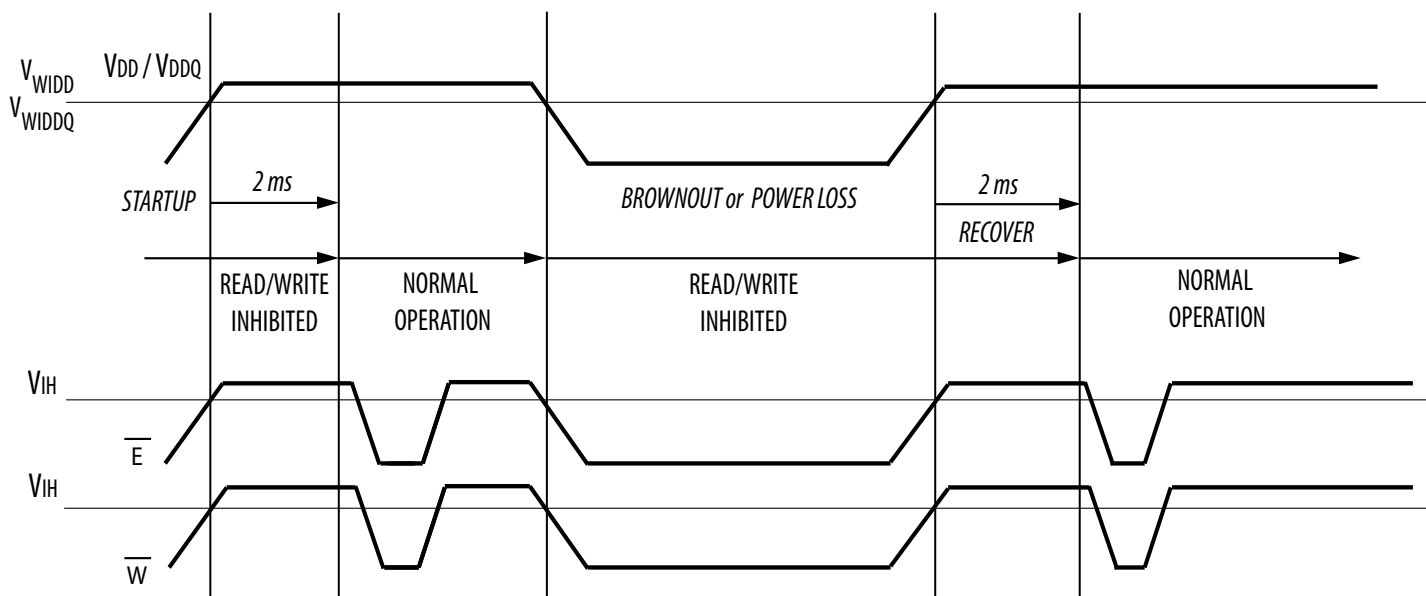 VWIDD VDD / VDDQ
VWIDDQ
STARTUP 2 ms BROWNOUT or POWER LOSS 2 ms
RECOVER
READ/WRITE INHIBITED
NORMAL OPERATION
READ/WRITE INHIBITED
NORMAL OPERATION
VIH
E
VIH
W